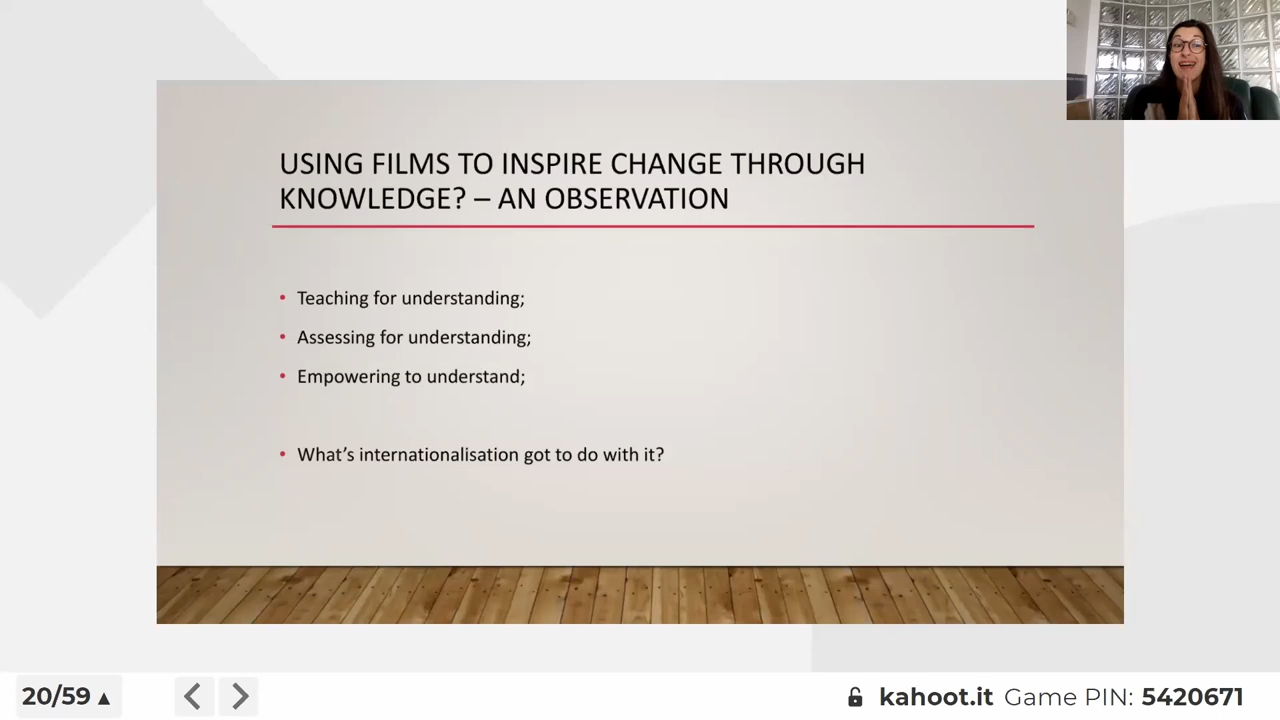 USING FILMS TO INSPIRE CHANGE THROUGH
KNOWLEDGE? – AN OBSERVATION
• Teaching for understanding;
• Assessing for understanding;
• Empowering to understand;
• What’s internationalisation got to do with it?
20/59 ▲
kahoot.it Game PIN: 5420671